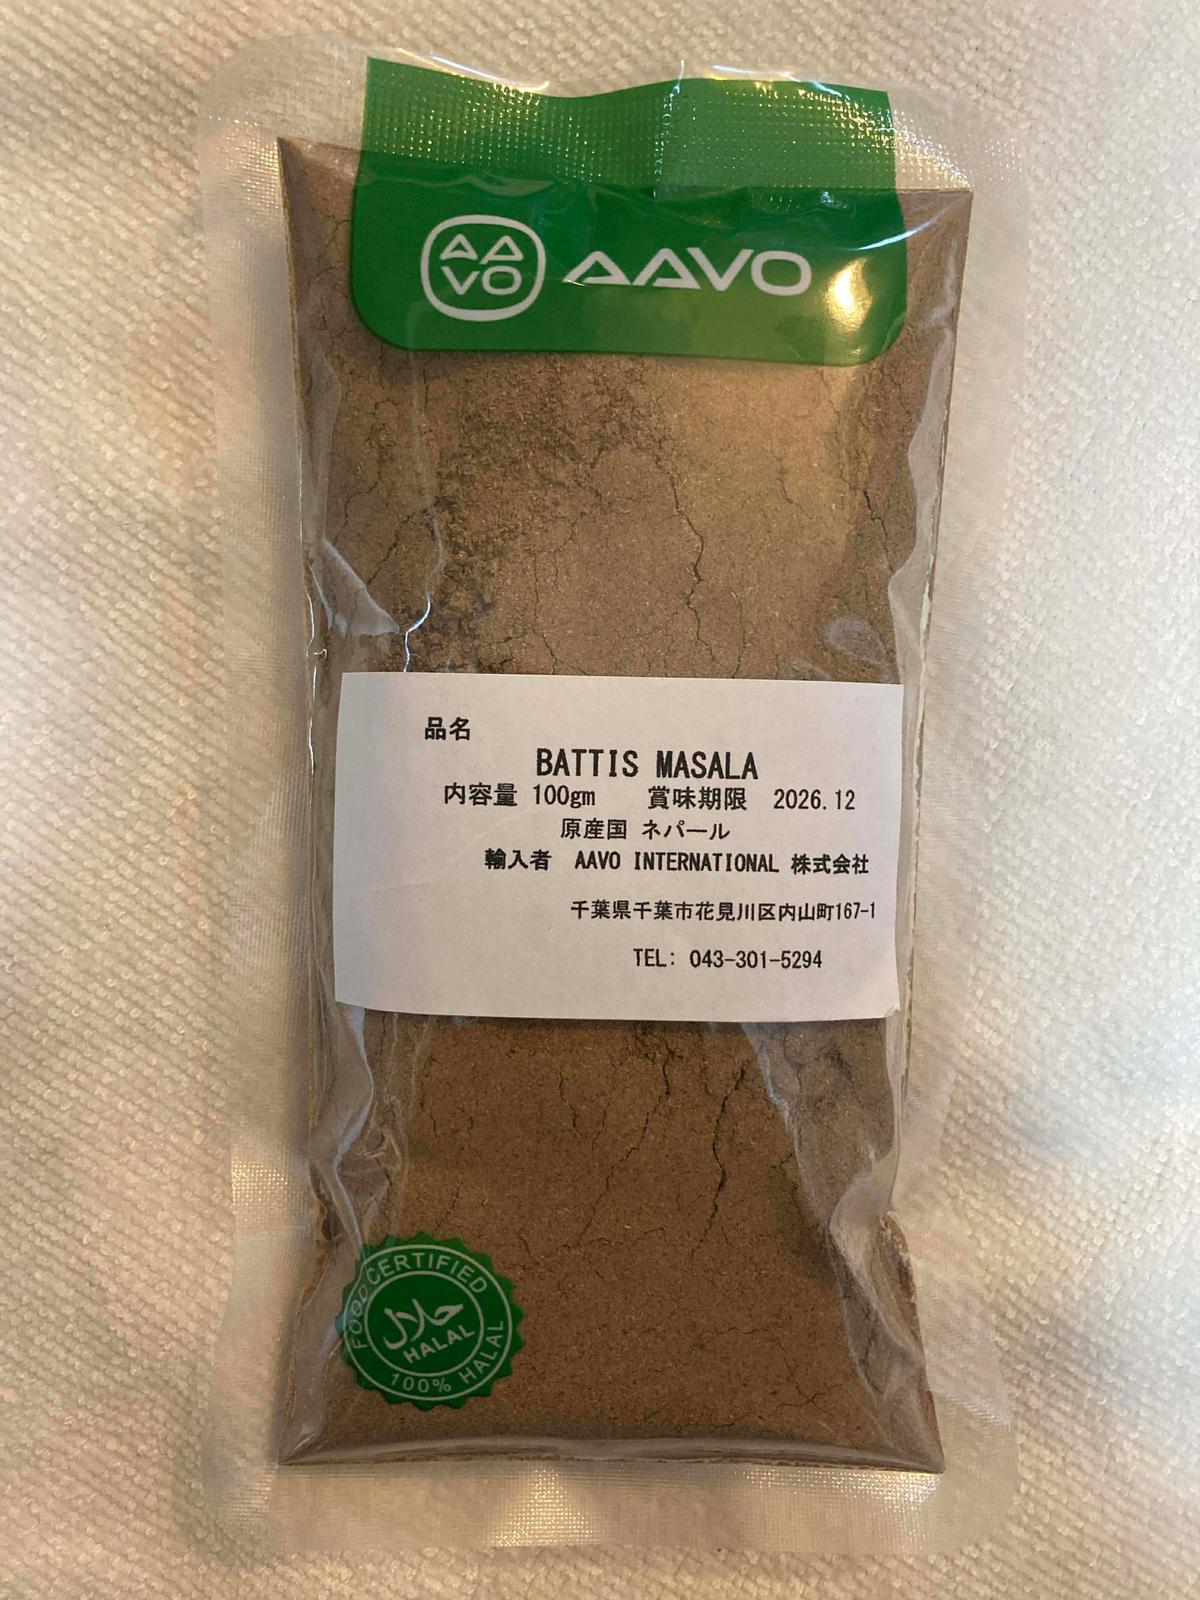 AA
VO
AAVO
品名
BATTIS MASALA
内容量 100gm 賞味期限 2026.12
原産国 ネパール
輸入者 AAVO INTERNATIONAL 株式会社
千葉県千葉市花見川区内山町167-1
TEL: 043-301-5294
FOOD CERTIFIED
حلال
HALAL
100% HALAL